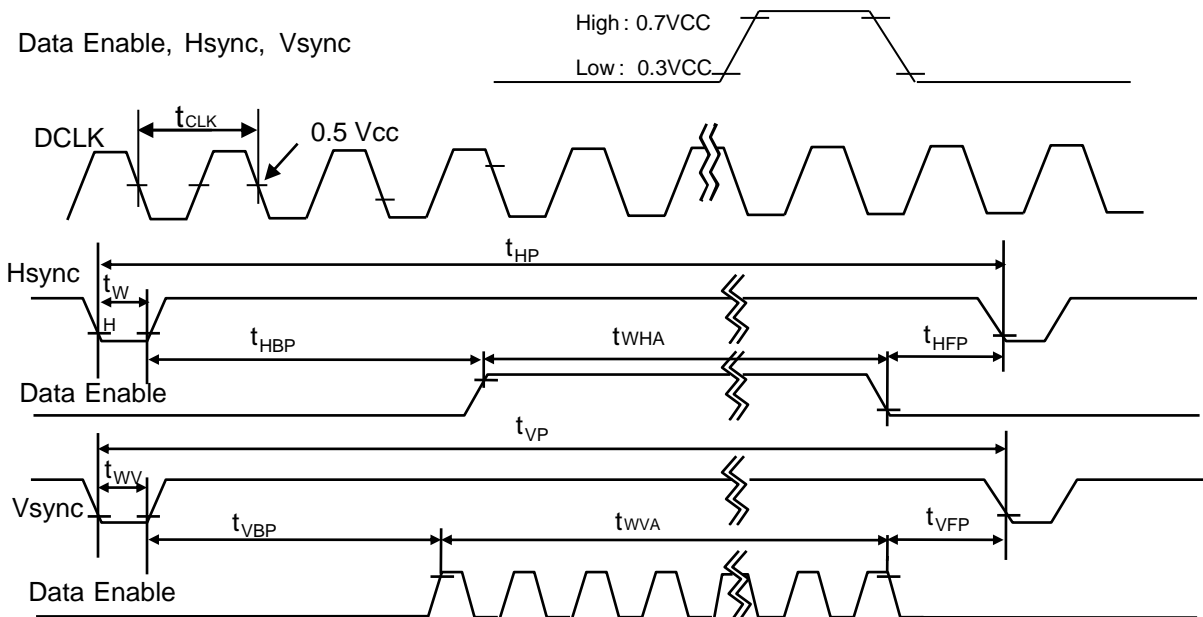 High : 0.7VCC
Data Enable, Hsync, Vsync
Low : 0.3VCC
tCLK
DCLK
0.5 Vcc
tHP
Hsync
tW
H
tHBP
tWHA
tHFP
Data Enable
tVP
tWV
Vsync
tVBP
tWVA
tVFP
Data Enable